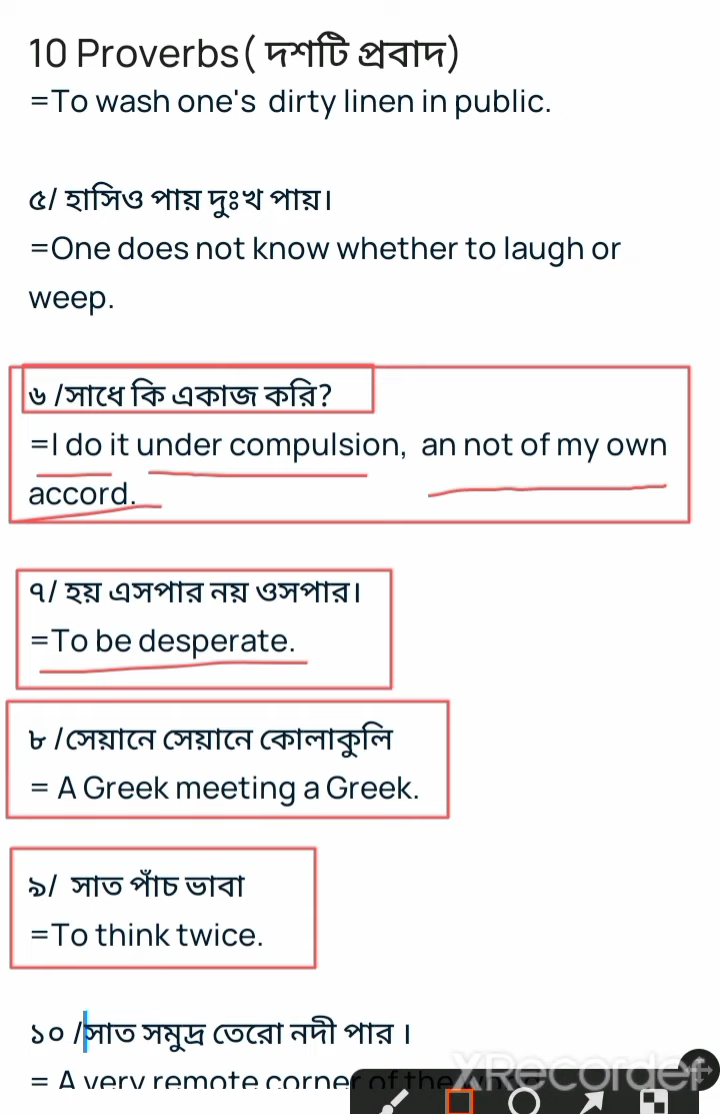 10 Proverbs( দশটি প্রবাদ)
=To wash one's dirty linen in public.
৫/ হাসিও পায় দুঃখ পায়।
=One does not know whether to laugh or
weep.
৬ /সাধে কি একাজ করি?
=I do it under compulsion, an not of my own
accord.
৭/ হয় এসপার নয় ওসপার।
=To be desperate.
৮ /সেয়ানে সেয়ানে কোলাকুলি
= A Greek meeting a Greek.
৯/ সাত পাঁচ ভাবা
=To think twice.
১০ /সাত সমুদ্র তেরো নদী পার ।
= A very remote corner of the
XRecorder